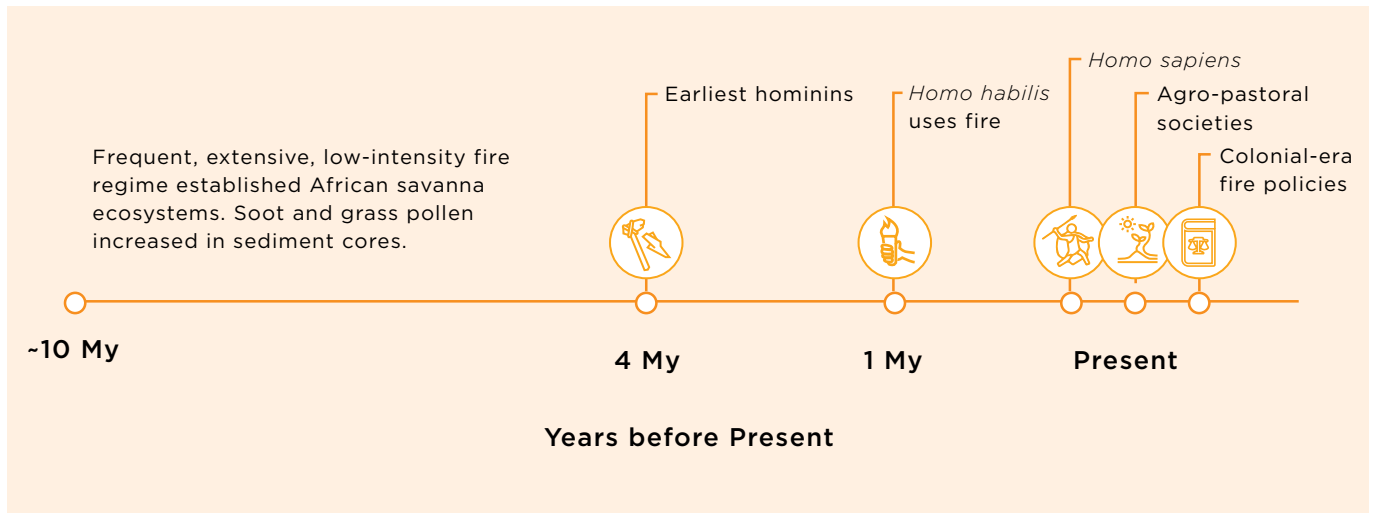 Frequent, extensive, low-intensity fire
regime established African savanna
ecosystems. Soot and grass pollen
increased in sediment cores.
Earliest hominins
Homo habilis
uses fire
Homo sapiens
Agro-pastoral
societies
Colonial-era
fire policies
~10 My
4 My
1 My
Present
Years before Present